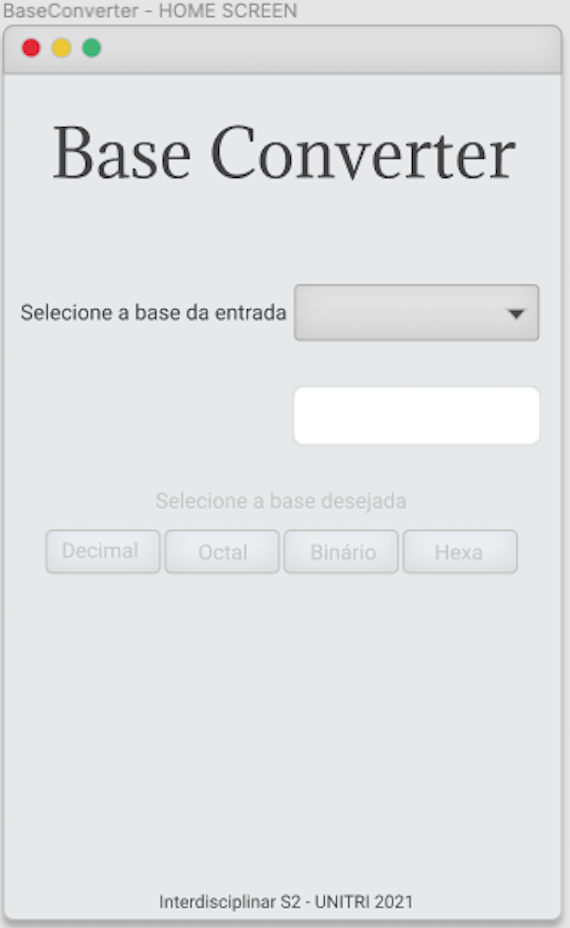 BaseConverter - HOME SCREEN
Base Converter
Selecione a base da entrada
Selecione a base desejada
Decimal Octal Binário Hexa
Interdisciplinar S2 - UNITRI 2021